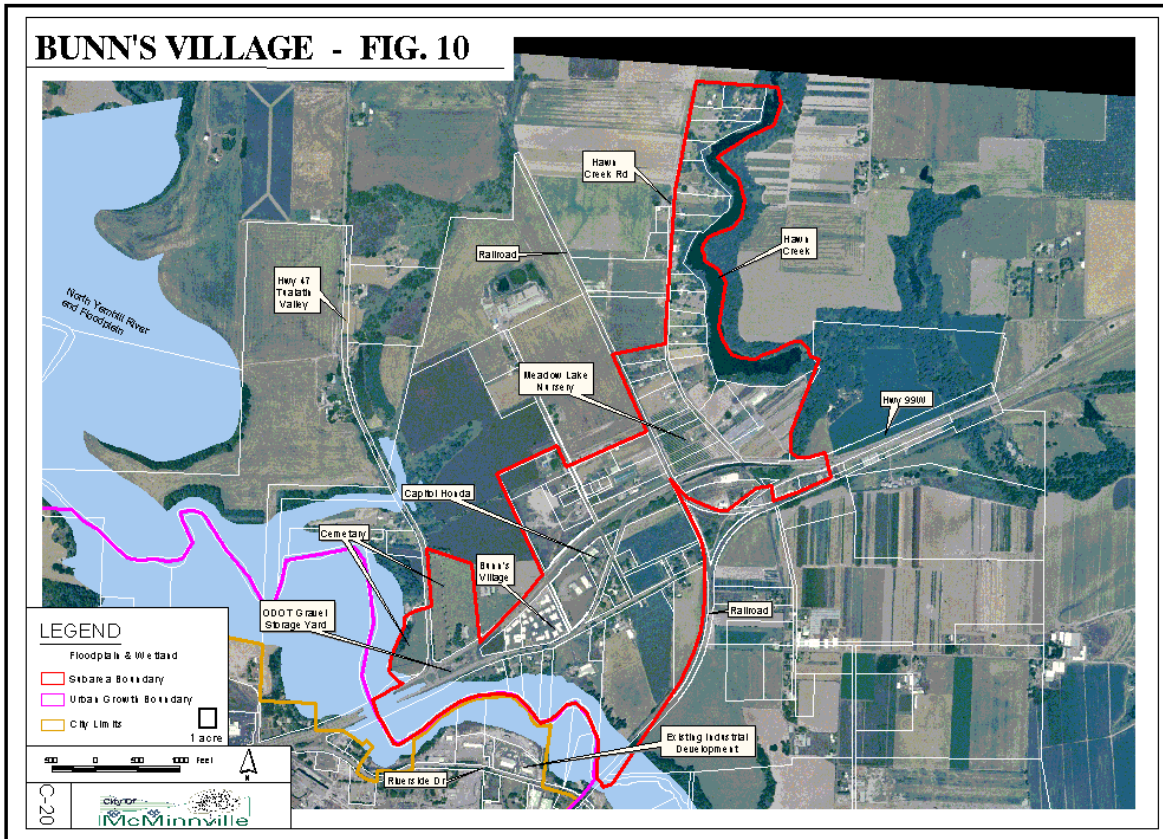 BUNN'S VILLAGE - FIG. 10
Hawn
Creek Rd
Railroad
Hawn
Creek
Hwy 47
Tualatin
Valley
North Yamhill River
and Floodplain
Meadow Lake
Nursery
Hwy 99W
Capitol Honda
Cemetary
Bunn's
Village
ODOT Gravel
Storage Yard
Railroad
Existing Industrial
Development
Riverside Dr
LEGEND
Floodplain & Wetland
Subarea Boundary
Urban Growth Boundary
City Limits
1 acre
500 0 500 1000 Feet
N
C-20
City Of
McMinnville